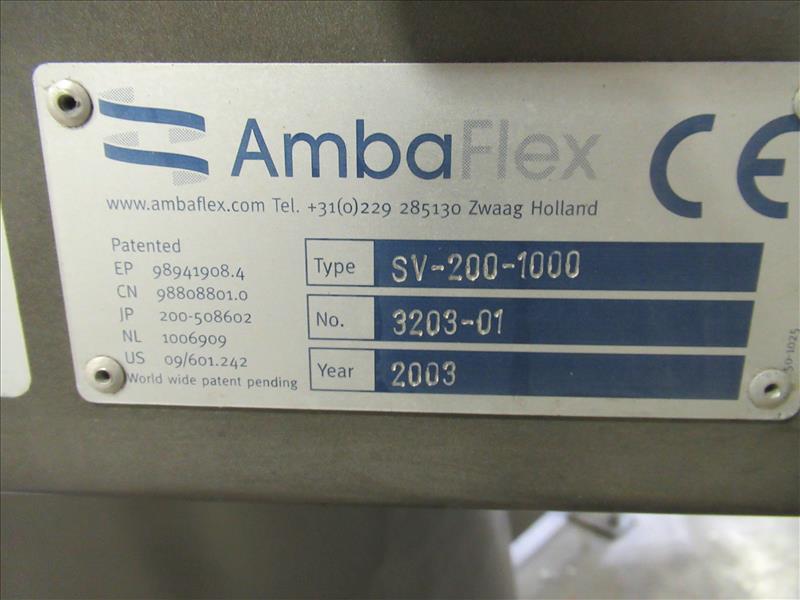 AmbaFlex CE
www.ambaflex.com Tel. +31(0)229 285130 Zwaag Holland
Patented
EP 98941908.4
CN 98808801.0
JP 200-508602
NL 1006909
US 09/601.242
World wide patent pending
Type SV-200-1000
No. 3203-01
Year 2003
50-1025